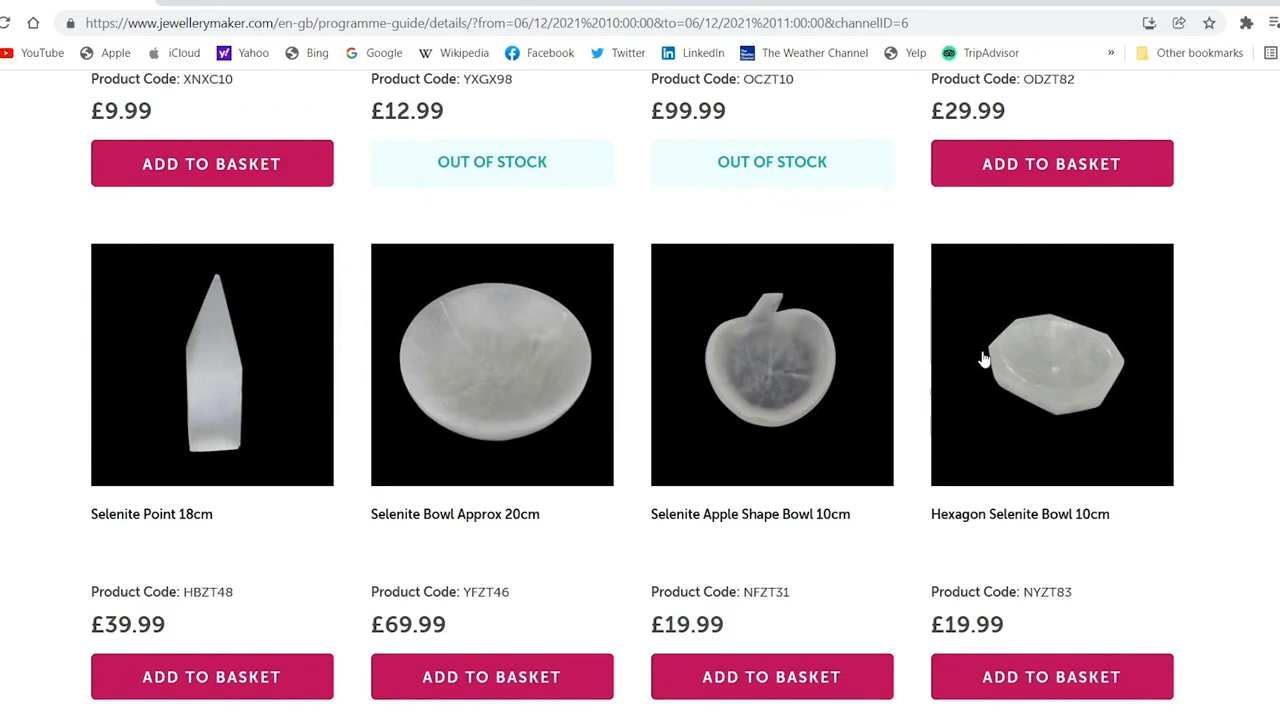 https://www.jewellerymaker.com/en-gb/programme-guide/details/?from=06/12/2021%2010:00:00&to=06/12/2021%2011:00:00&channelID=6
YouTube Apple iCloud Yahoo Bing Google Wikipedia Facebook Twitter LinkedIn The Weather Channel Yelp TripAdvisor » Other bookmarks
Product Code: XNXC10 Product Code: YXGX98 Product Code: OCZT10 Product Code: ODZT82
£9.99 £12.99 £99.99 £29.99
ADD TO BASKET OUT OF STOCK OUT OF STOCK ADD TO BASKET
Selenite Point 18cm Selenite Bowl Approx 20cm Selenite Apple Shape Bowl 10cm Hexagon Selenite Bowl 10cm
Product Code: HBZT48 Product Code: YFZT46 Product Code: NFZT31 Product Code: NYZT83
£39.99 £69.99 £19.99 £19.99
ADD TO BASKET ADD TO BASKET ADD TO BASKET ADD TO BASKET